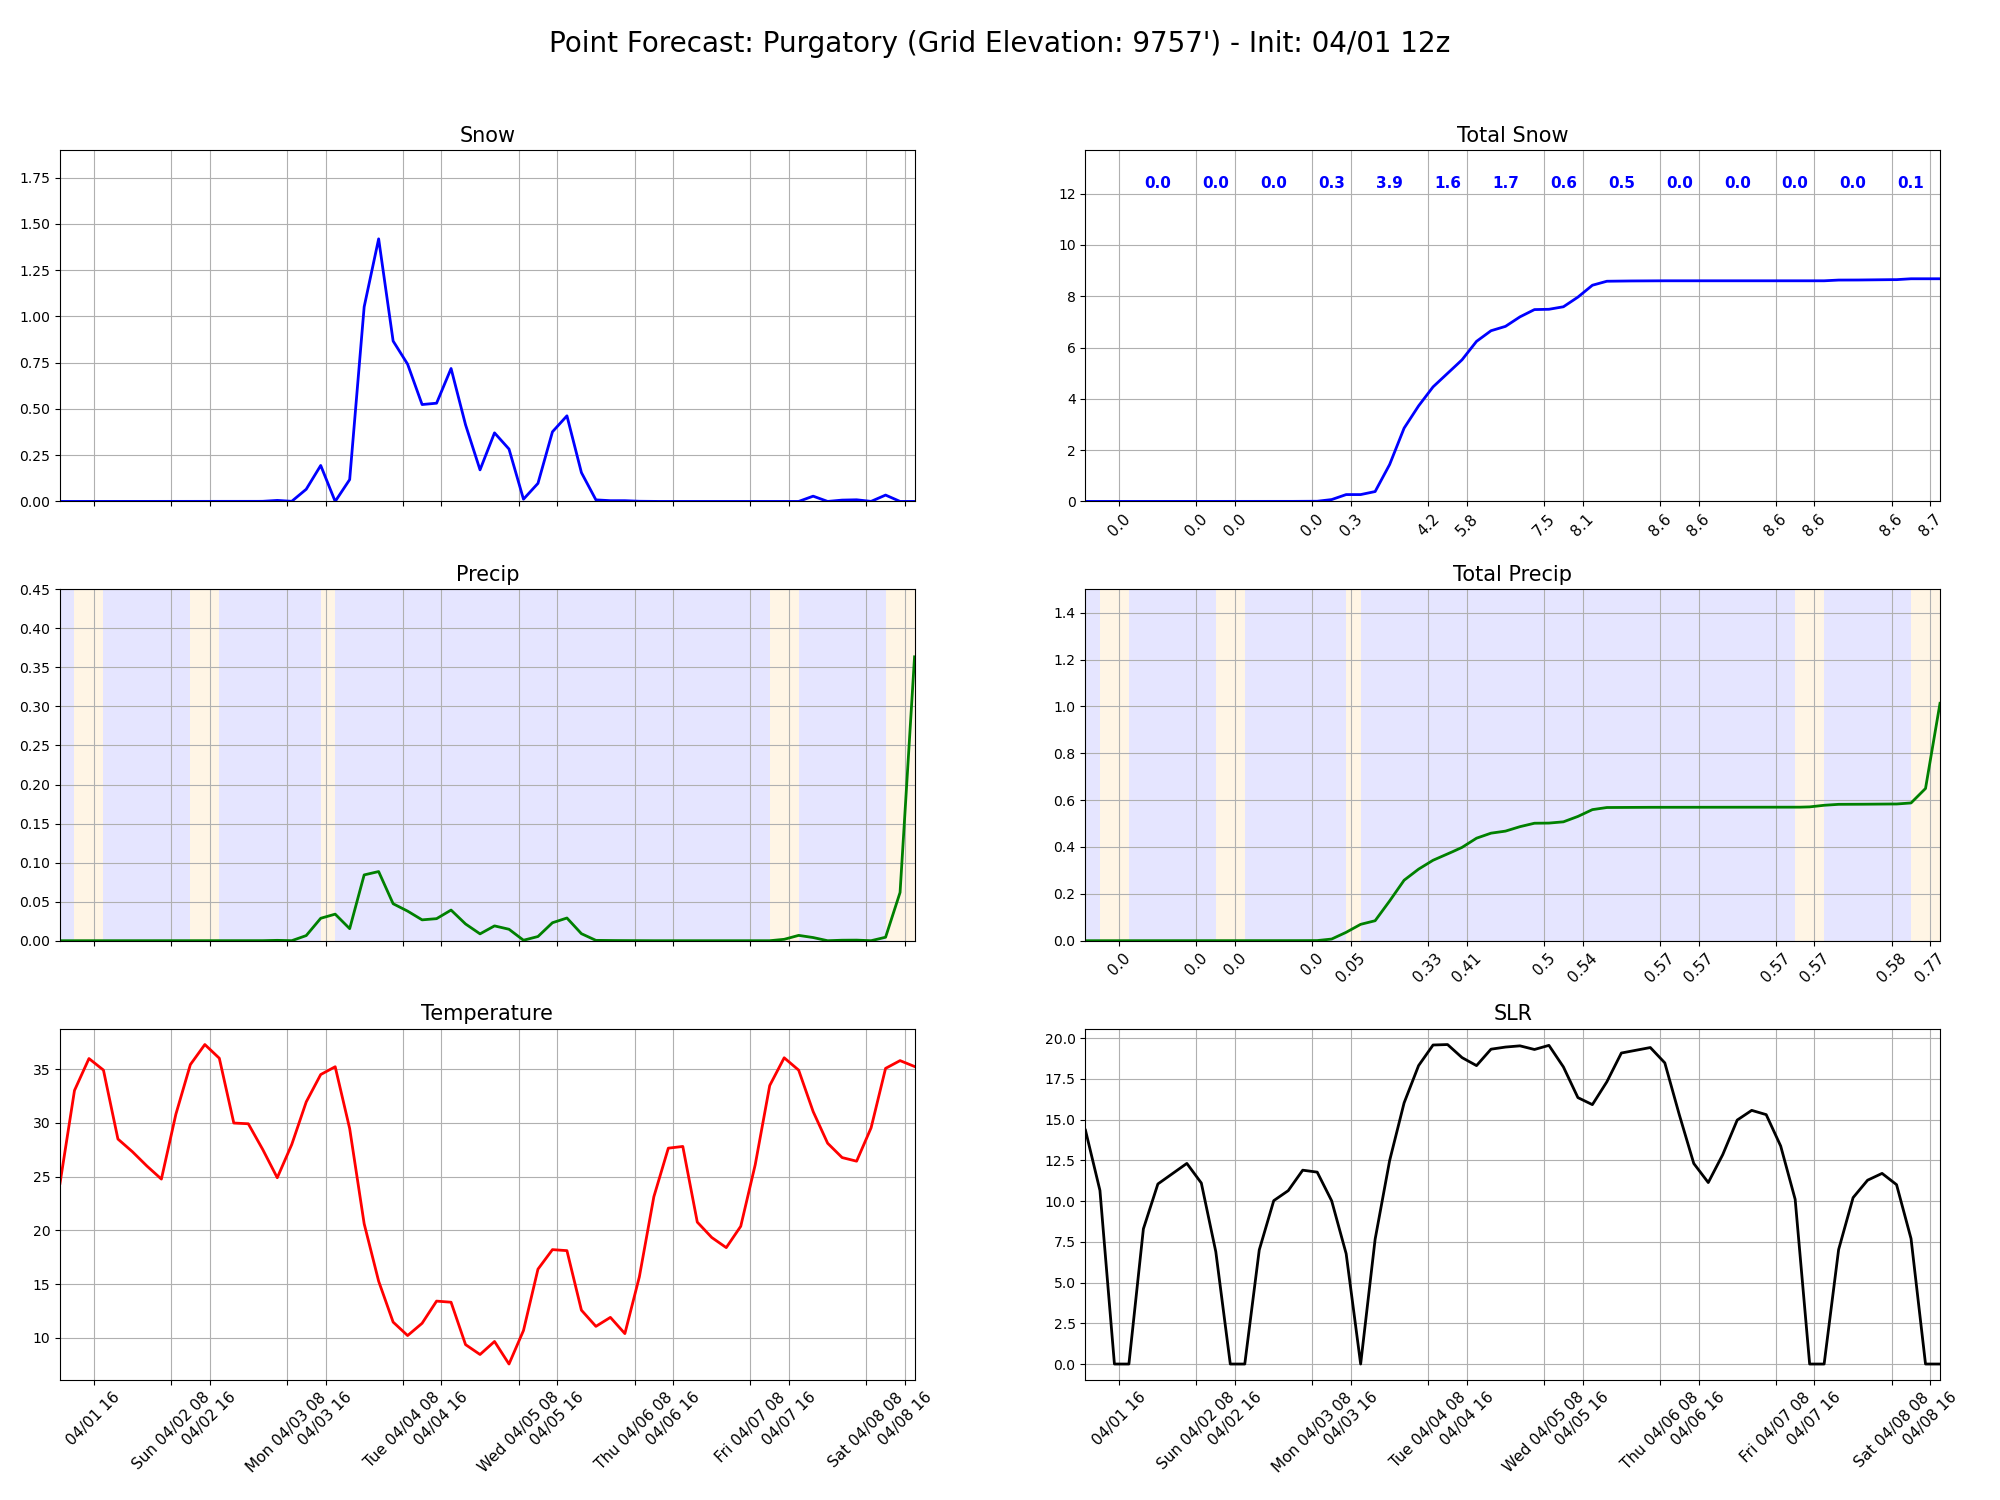 Point Forecast: Purgatory (Grid Elevation: 9757') - Init: 04/01 12z
Snow
1.75
1.50
1.25
1.00
0.75
0.50
0.25
0.00
Total Snow
0.0 0.0 0.0 0.3 3.9 1.6 1.7 0.6 0.5 0.0 0.0 0.0 0.0 0.1
12
10
8
6
4
2
0
0.0 0.0 0.0 0.0 0.3 4.2 5.8 7.5 8.1 8.6 8.6 8.6 8.6 8.6 8.7
Precip
0.45
0.40
0.35
0.30
0.25
0.20
0.15
0.10
0.05
0.00
Total Precip
1.4
1.2
1.0
0.8
0.6
0.4
0.2
0.0
0.0 0.0 0.0 0.0 0.05 0.33 0.41 0.5 0.54 0.57 0.57 0.57 0.57 0.58 0.77
Temperature
35
30
25
20
15
10
04/01 16
Sun 04/02 08
04/02 16
Mon 04/03 08
04/03 16
Tue 04/04 08
04/04 16
Wed 04/05 08
04/05 16
Thu 04/06 08
04/06 16
Fri 04/07 08
04/07 16
Sat 04/08 08
04/08 16
SLR
20.0
17.5
15.0
12.5
10.0
7.5
5.0
2.5
0.0
04/01 16
Sun 04/02 08
04/02 16
Mon 04/03 08
04/03 16
Tue 04/04 08
04/04 16
Wed 04/05 08
04/05 16
Thu 04/06 08
04/06 16
Fri 04/07 08
04/07 16
Sat 04/08 08
04/08 16